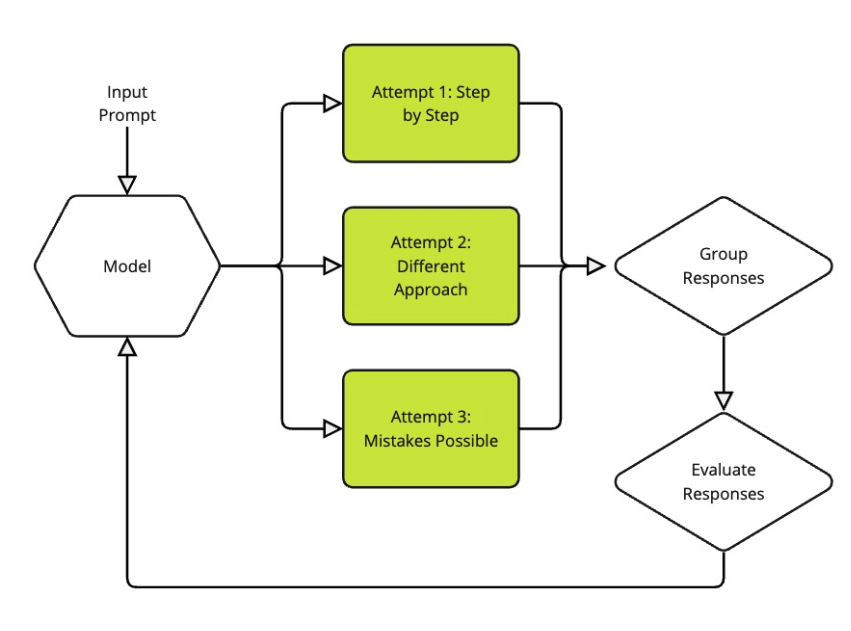 Input
Prompt
Model
Attempt 1: Step
by Step
Attempt 2:
Different
Approach
Attempt 3:
Mistakes Possible
Group
Responses
Evaluate
Responses